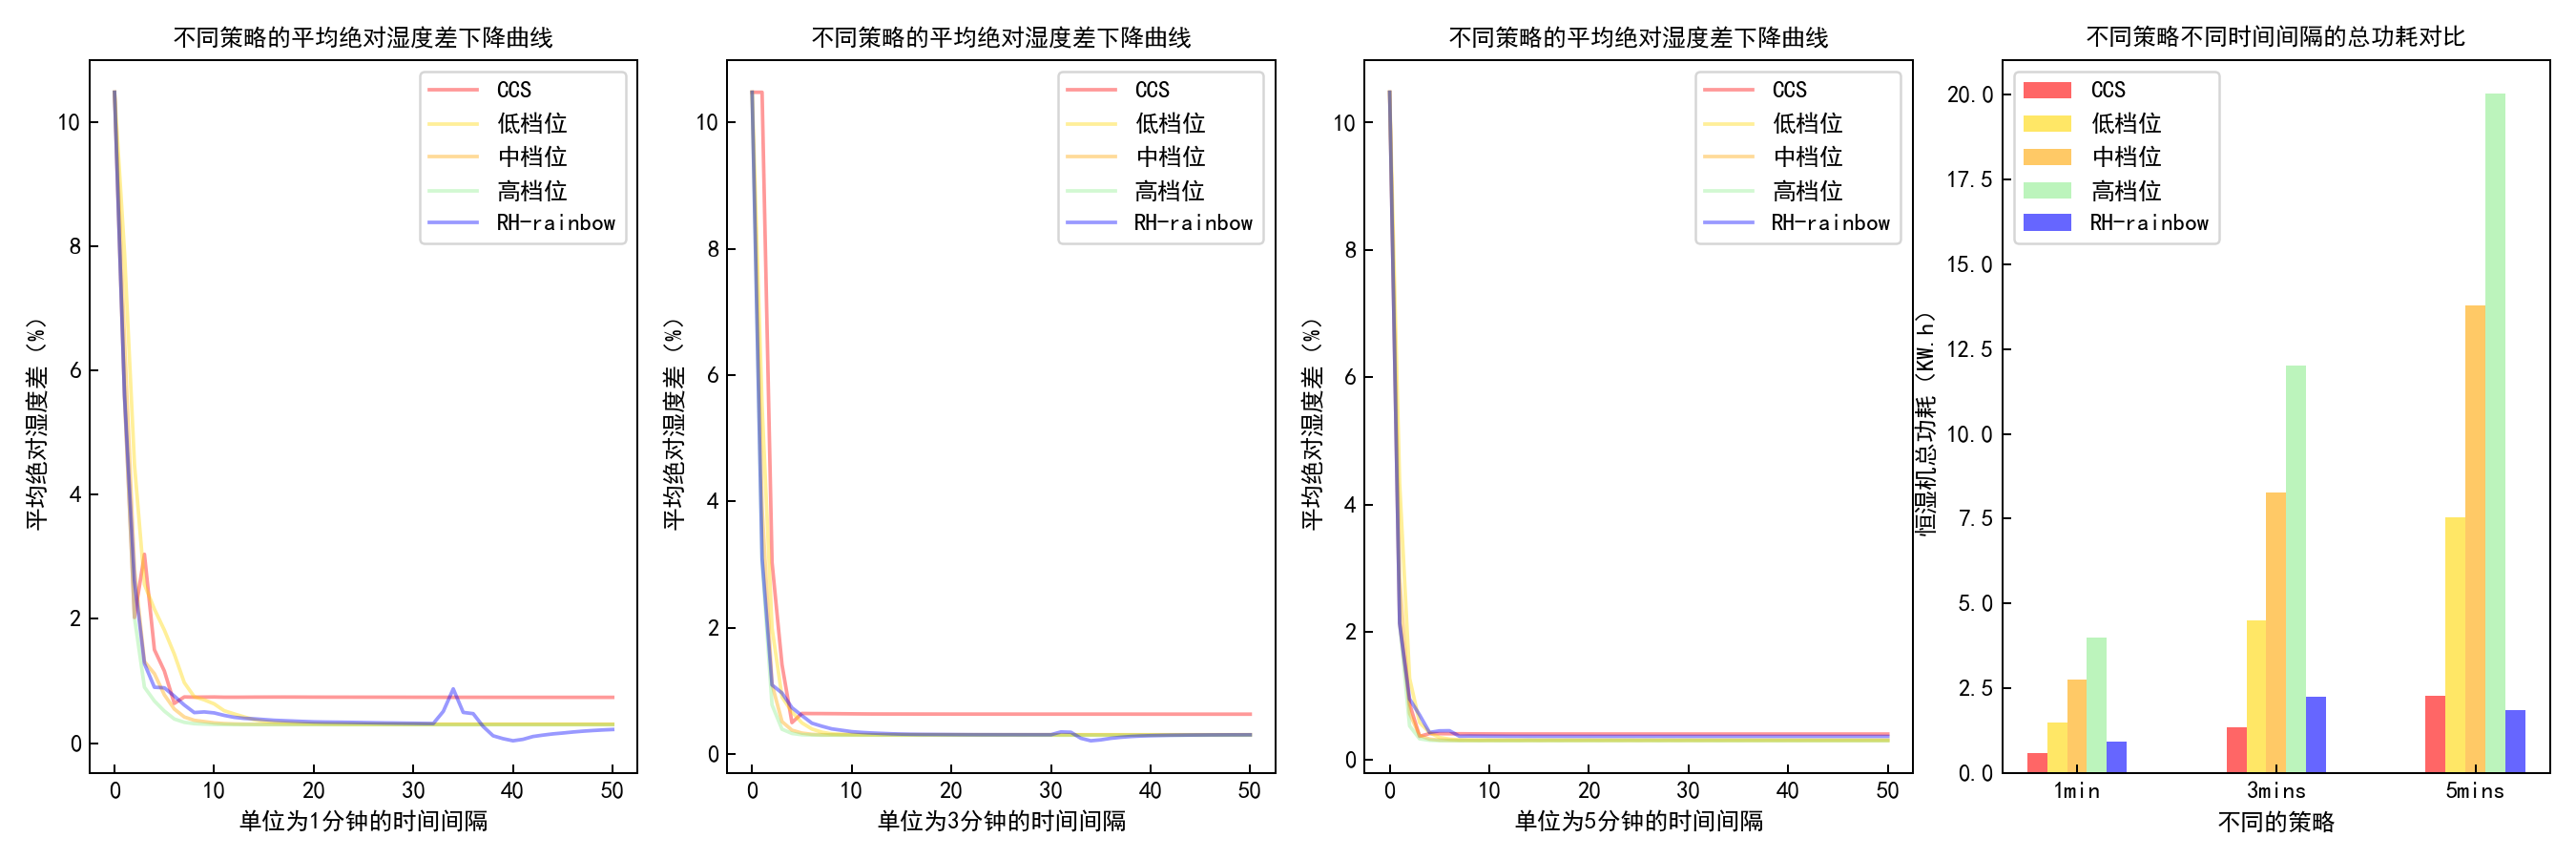 不同策略的平均绝对湿度差下降曲线
平均绝对湿度差（%）
10
8
6
4
2
0
CCS
低档位
中档位
高档位
RH-rainbow
0 10 20 30 40 50
单位为1分钟的时间间隔
不同策略的平均绝对湿度差下降曲线
平均绝对湿度差（%）
10
8
6
4
2
0
CCS
低档位
中档位
高档位
RH-rainbow
0 10 20 30 40 50
单位为3分钟的时间间隔
不同策略的平均绝对湿度差下降曲线
平均绝对湿度差（%）
10
8
6
4
2
0
CCS
低档位
中档位
高档位
RH-rainbow
0 10 20 30 40 50
单位为5分钟的时间间隔
不同策略不同时间间隔的总功耗对比
恒湿机总功耗（KW.h）
20.0
17.5
15.0
12.5
10.0
7.5
5.0
2.5
0.0
CCS
低档位
中档位
高档位
RH-rainbow
1min 3mins 5mins
不同的策略